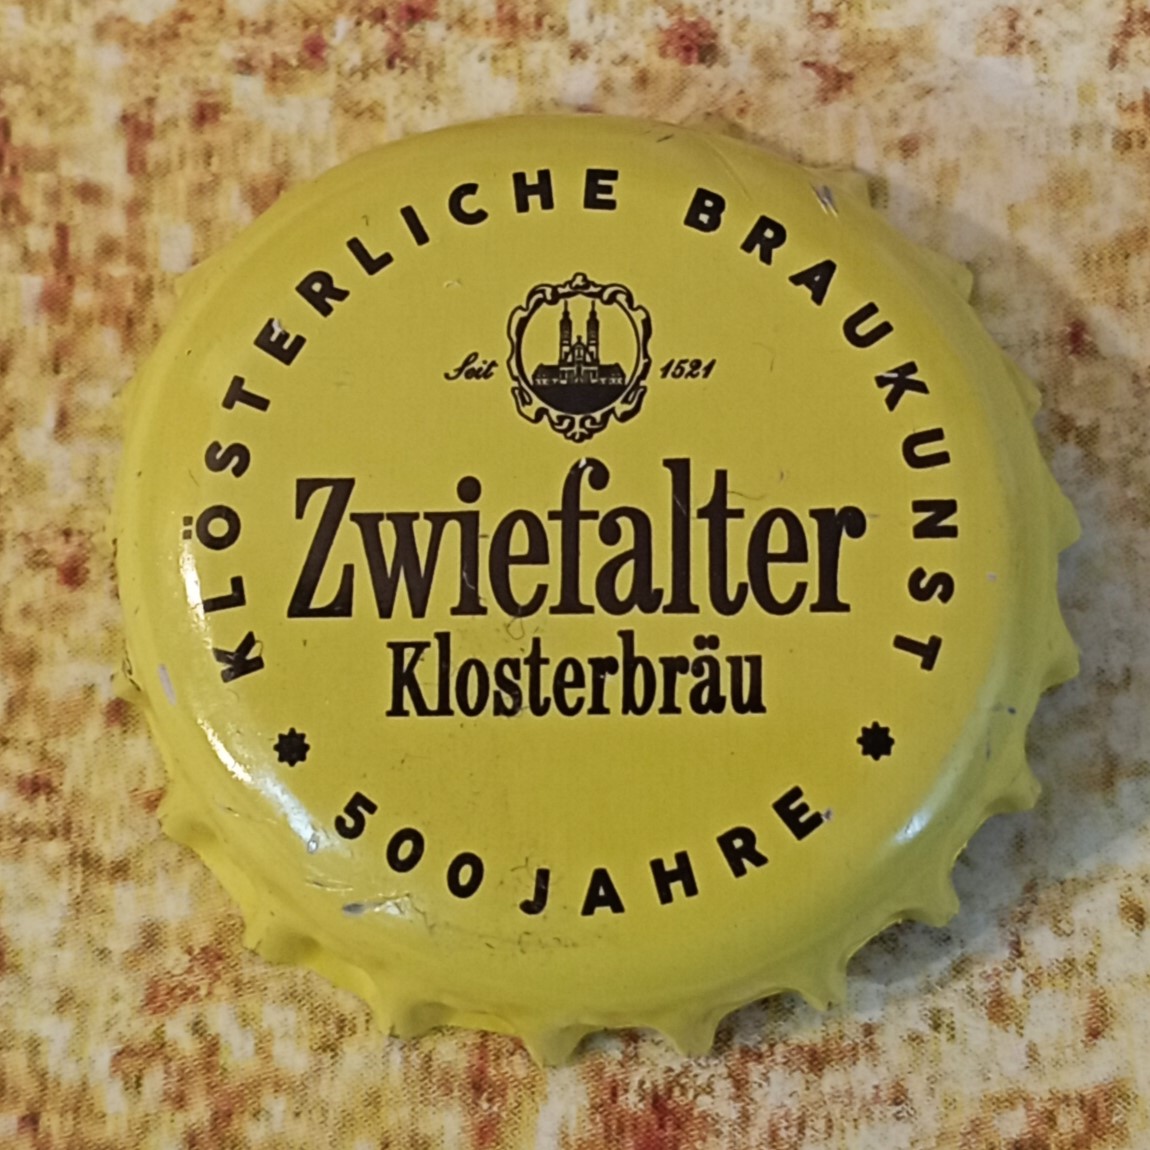 KLÖSTERLICHE BRAUKUNST
Seit 1521
Zwiefalter
Klosterbräu
500 JAHRE